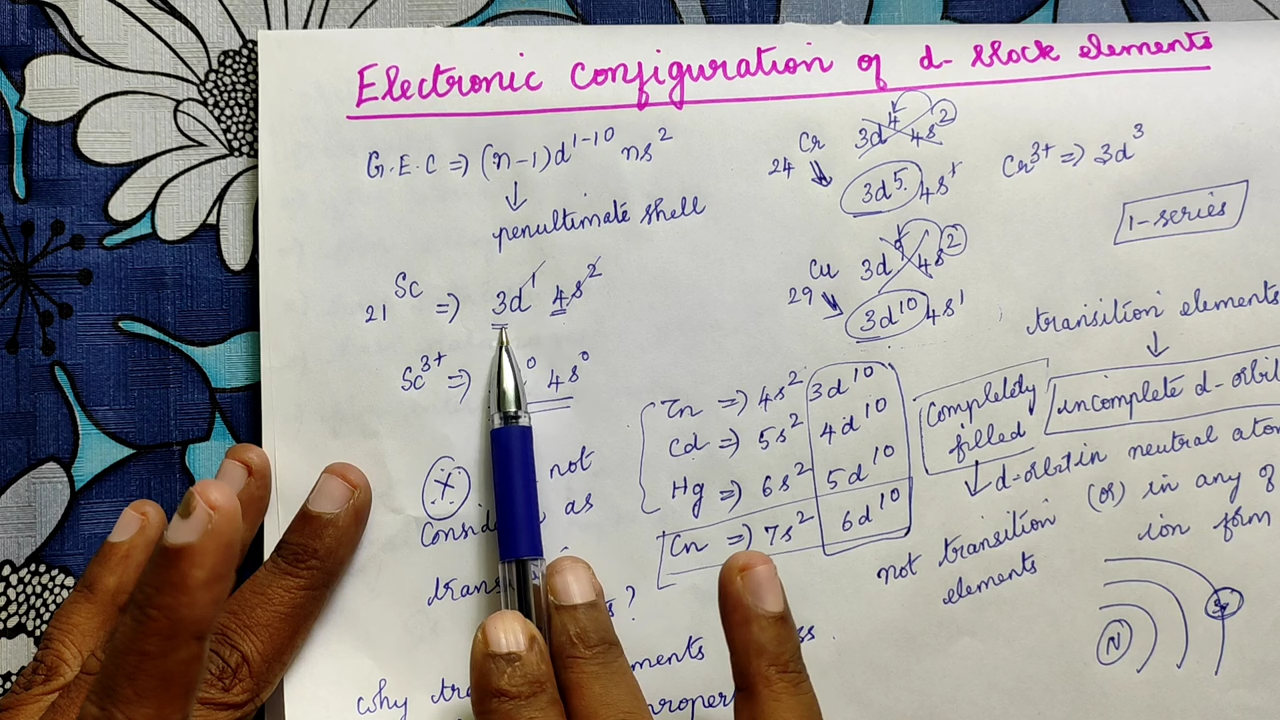 Electronic Configuration of d-block elements
G.E.C => (n-1)d¹⁻¹⁰ ns²
↓
penultimate shell
₂₁Sc => 3d¹ 4s²
Sc³⁺ => ⁰ 4s⁰
X not
as
?
why
Cr 3d⁴ 4s²
24 3d⁵ 4s¹
Cu 3d⁹ 4s²
29 3d¹⁰ 4s¹
Cr³⁺ => 3d³
1-series
Zn => 4s² 3d¹⁰
Cd => 5s² 4d¹⁰
Hg => 6s² 5d¹⁰
Cn => 7s² 6d¹⁰
Completely
filled
↓
not transition
elements
transition elements
↓
incomplete
d-orbit in neutral
(or) in any of
ion form
N